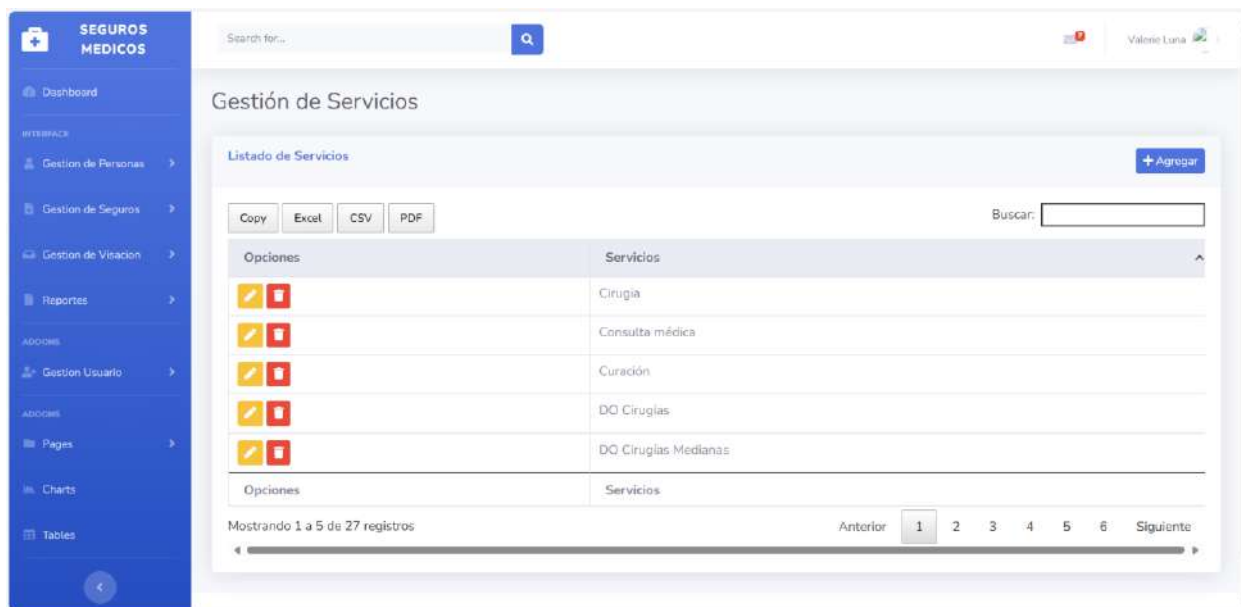 SEGUROS
MEDICOS
Search for...
Valerie Luna
Dashboard
Gestión de Servicios
INTERFACE
Gestion de Personas
Listado de Servicios
Agregar
Gestion de Seguros
Copy Excel CSV PDF
Buscar:
Gestion de Visacion
Opciones Servicios
Reportes
Cirugia
Consulta médica
ADDONS
Gestion Usuario
Curación
ADDONS
DO Cirugías
Pages
DO Cirugías Medianas
Charts
Opciones Servicios
Tables
Mostrando 1 a 5 de 27 registros
Anterior 1 2 3 4 5 6 Siguiente